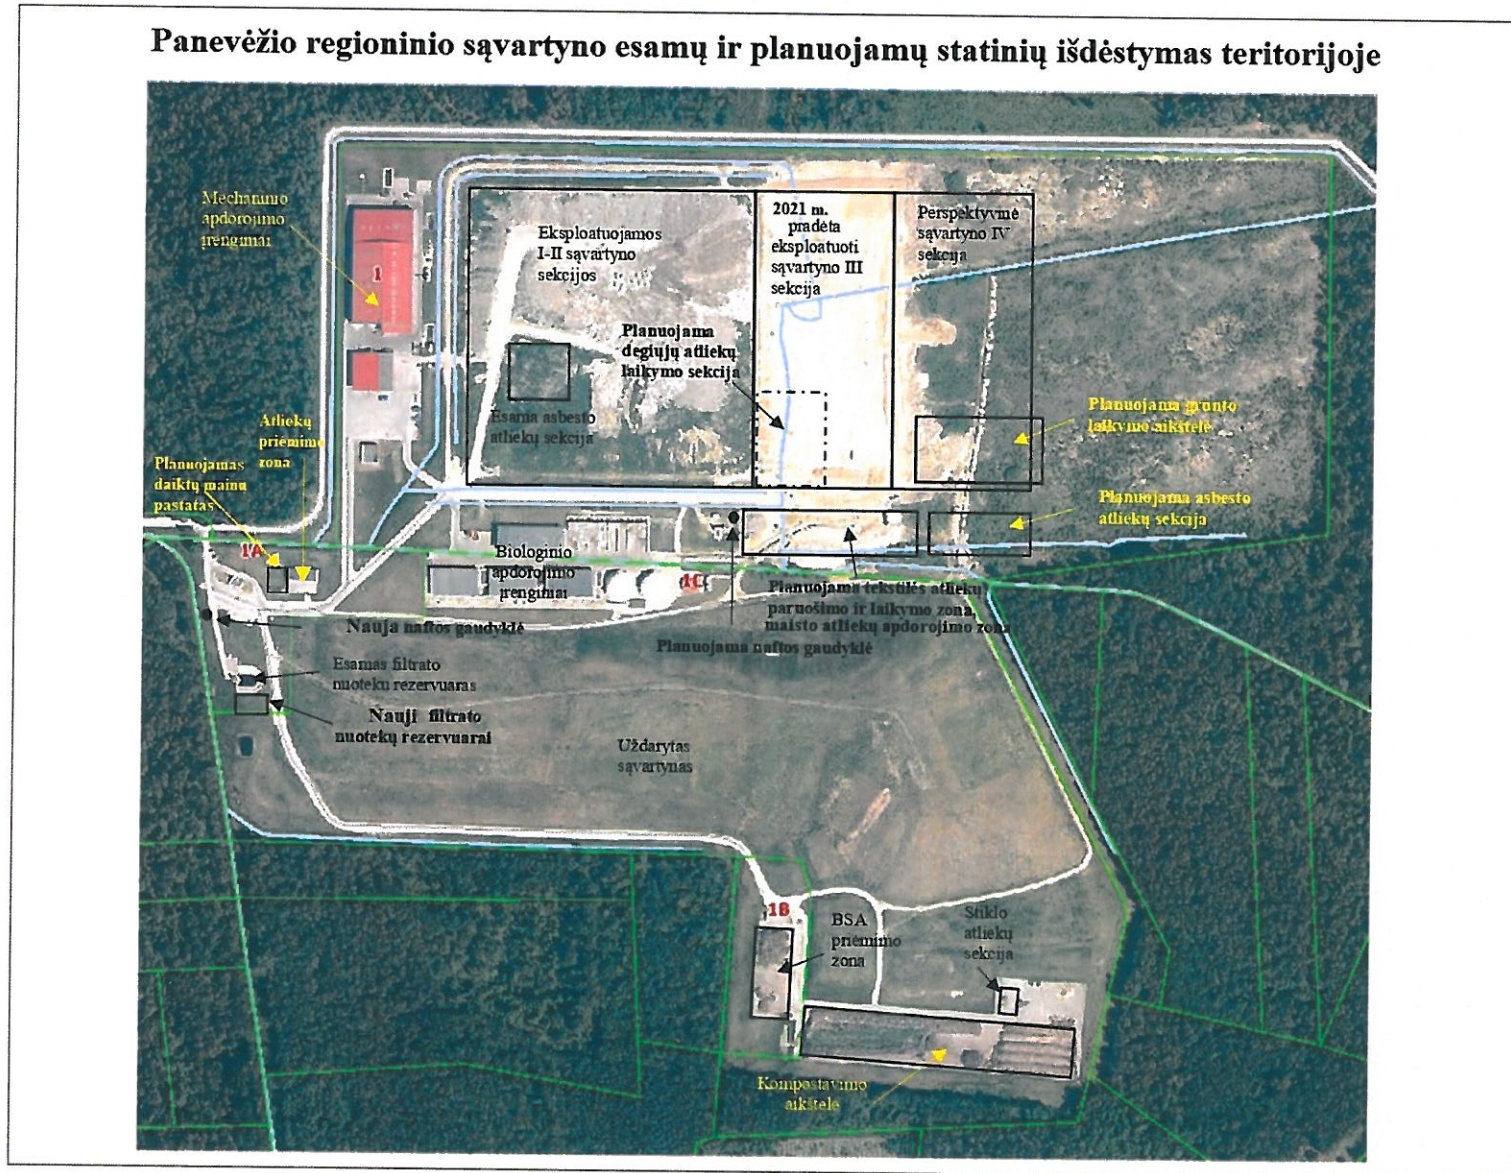 Panevėžio regioninio sąvartyno esamų ir planuojamų statinių išdėstymas teritorijoje
Mechaninio
apdorojimo
įrengimai
1
Eksploatuojamos
I-II sąvartyno
sekcijos
2021 m.
pradėta
eksploatuoti
sąvartyno III
sekcija
Perspektyvinė
sąvartyno IV
sekcija
Planuojama
degiųjų atliekų
laikymo sekcija
Esama asbesto
atliekų sekcija
Planuojama grunto
laikymo aikštelė
Atliekų
priėmimo
zona
Planuojamas
daiktų mainų
pastatas
Planuojama asbesto
atliekų sekcija
1A
Biologinio
apdorojimo
įrenginiai
1C
Planuojama tekstilės atliekų
paruošimo ir laikymo zona,
maisto atliekų apdorojimo zona
Planuojama naftos gaudyklė
Nauja naftos gaudyklė
Esamas filtrato
nuotekų rezervuaras
Nauji filtrato
nuotekų rezervuarai
Uždarytas
sąvartynas
1B
BSA
priėmimo
zona
Stiklo
atliekų
sekcija
Kompostavimo
aikštelė